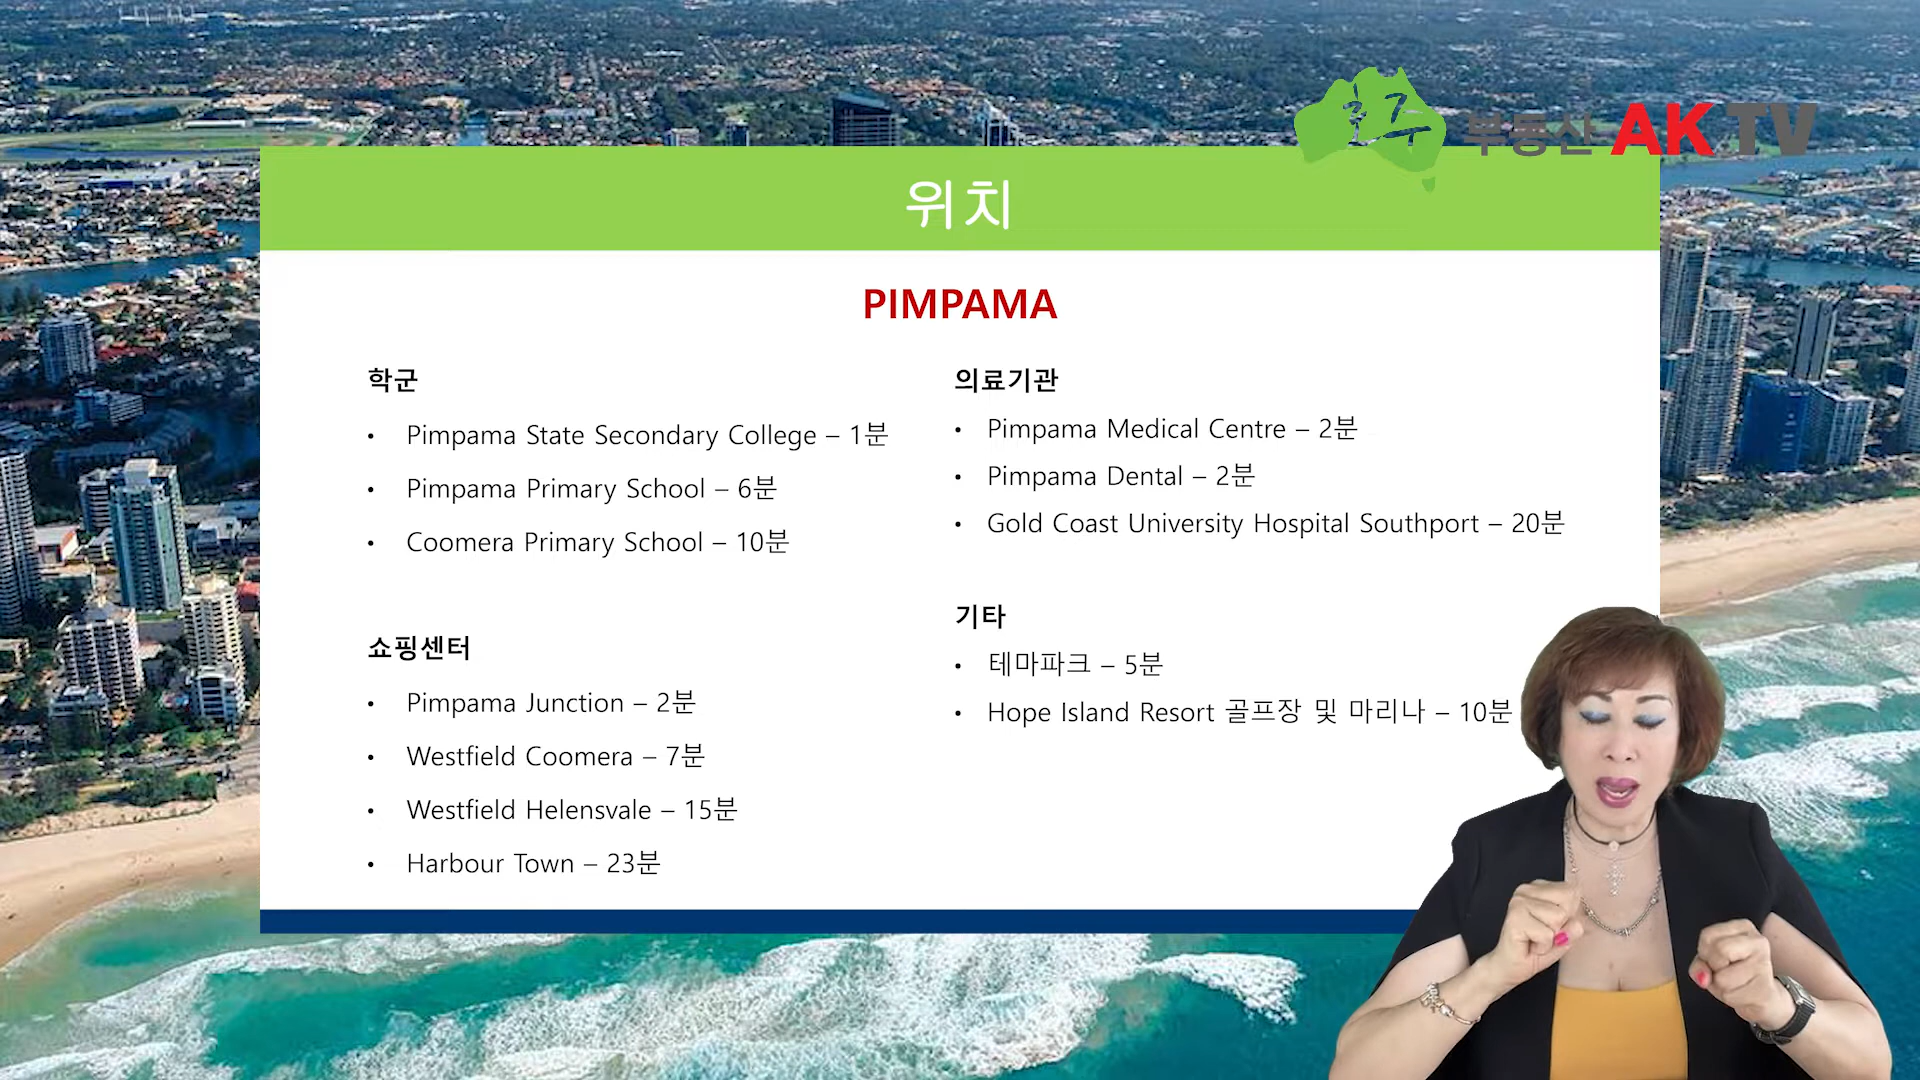 호주 부동산 AK TV
위치
PIMPAMA
학군
• Pimpama State Secondary College – 1분
• Pimpama Primary School – 6분
• Coomera Primary School – 10분
쇼핑센터
• Pimpama Junction – 2분
• Westfield Coomera – 7분
• Westfield Helensvale – 15분
• Harbour Town – 23분
의료기관
• Pimpama Medical Centre – 2분
• Pimpama Dental – 2분
• Gold Coast University Hospital Southport – 20분
기타
• 테마파크 – 5분
• Hope Island Resort 골프장 및 마리나 – 10분